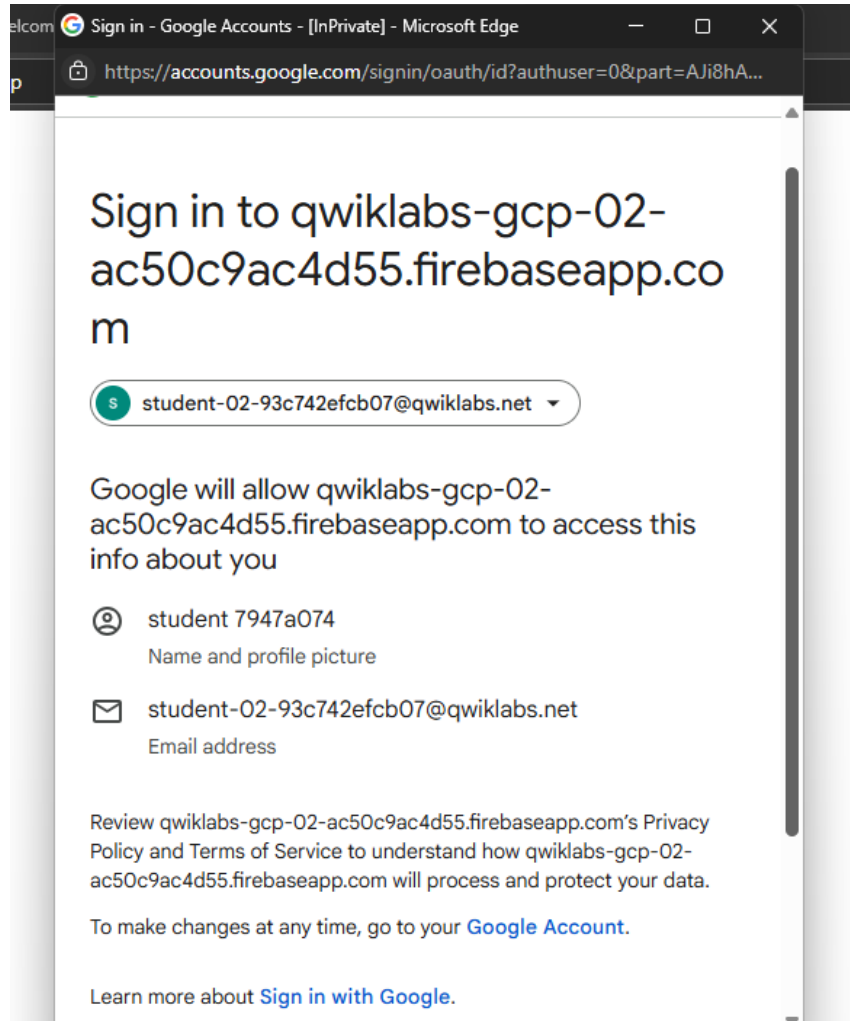 elcom
Sign in - Google Accounts - [InPrivate] - Microsoft Edge
p
https://accounts.google.com/signin/oauth/id?authuser=0&part=AJi8hA...
Sign in to qwiklabs-gcp-02-
ac50c9ac4d55.firebaseapp.co
m
s
student-02-93c742efcb07@qwiklabs.net
Google will allow qwiklabs-gcp-02-
ac50c9ac4d55.firebaseapp.com to access this
info about you
student 7947a074
Name and profile picture
student-02-93c742efcb07@qwiklabs.net
Email address
Review qwiklabs-gcp-02-ac50c9ac4d55.firebaseapp.com’s Privacy
Policy and Terms of Service to understand how qwiklabs-gcp-02-
ac50c9ac4d55.firebaseapp.com will process and protect your data.
To make changes at any time, go to your Google Account.
Learn more about Sign in with Google.